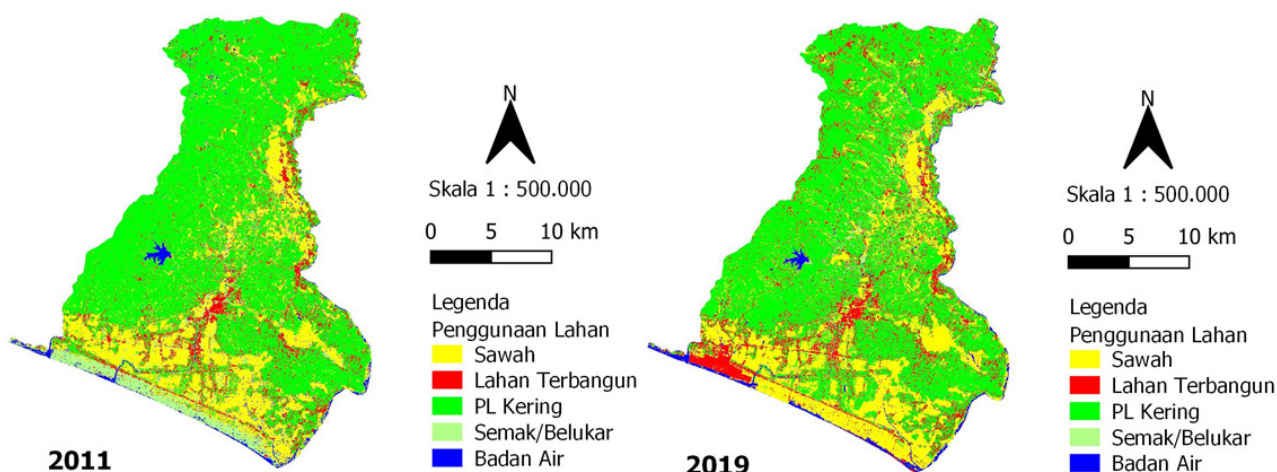 N
Skala 1 : 500.000
0 5 10 km
Legenda
Penggunaan Lahan
Sawah
Lahan Terbangun
PL Kering
Semak/Belukar
Badan Air
2011
N
Skala 1 : 500.000
0 5 10 km
Legenda
Penggunaan Lahan
Sawah
Lahan Terbangun
PL Kering
Semak/Belukar
Badan Air
2019